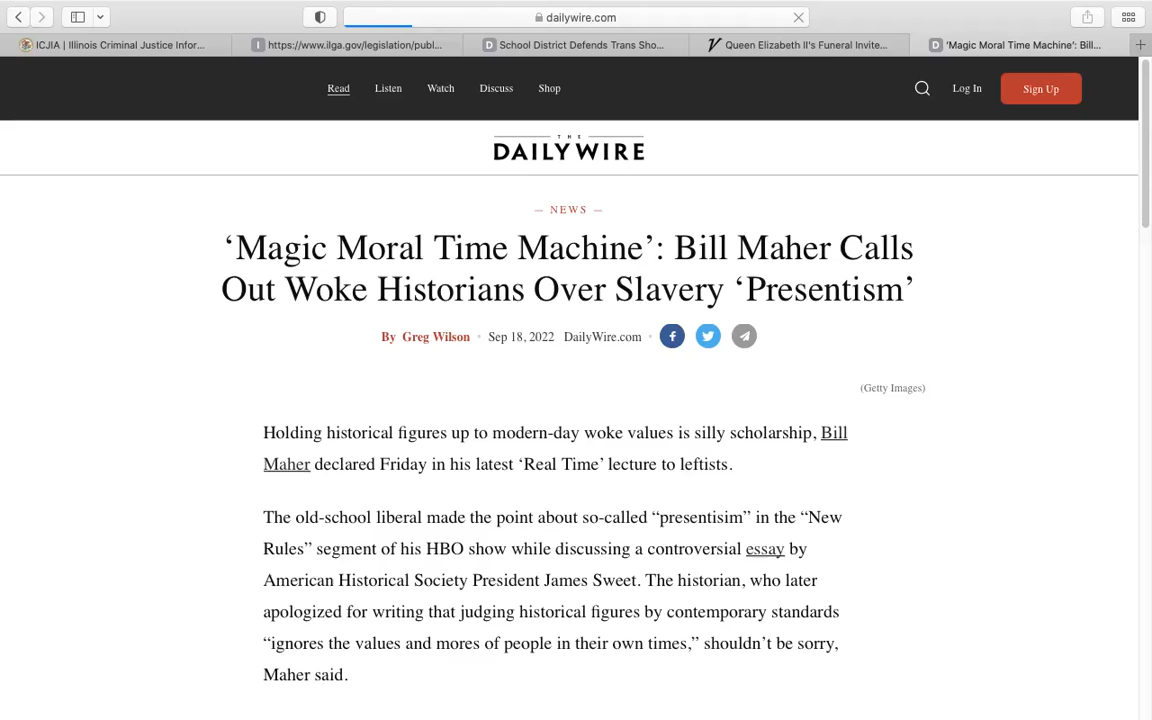 dailywire.com
ICJIA | Illinois Criminal Justice Infor...
I https://www.ilga.gov/legislation/publ...
D School District Defends Trans Sho...
V Queen Elizabeth II's Funeral Invite...
D ‘Magic Moral Time Machine’: Bill...
Read Listen Watch Discuss Shop
Log In
Sign Up
THE
DAILY WIRE
— NEWS —
‘Magic Moral Time Machine’: Bill Maher Calls
Out Woke Historians Over Slavery ‘Presentism’
By Greg Wilson • Sep 18, 2022 DailyWire.com •
(Getty Images)
Holding historical figures up to modern-day woke values is silly scholarship, Bill
Maher declared Friday in his latest ‘Real Time’ lecture to leftists.
The old-school liberal made the point about so-called “presentisim” in the “New
Rules” segment of his HBO show while discussing a controversial essay by
American Historical Society President James Sweet. The historian, who later
apologized for writing that judging historical figures by contemporary standards
“ignores the values and mores of people in their own times,” shouldn’t be sorry,
Maher said.